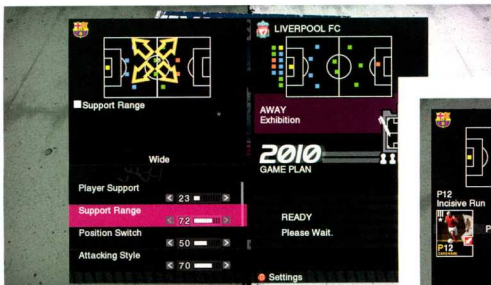 Support Range
Wide
Player Support
23
Support Range
72
Position Switch
50
Attacking Style
70
LIVERPOOL FC
AWAY
Exhibition
2010
GAME PLAN
READY
Please Wait.
Settings
P12
Incisive Run
P12